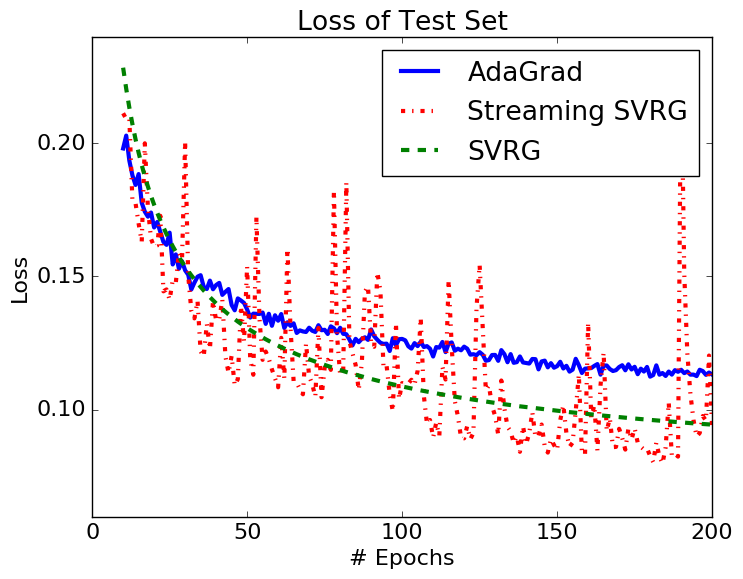 Loss of Test Set
AdaGrad
Streaming SVRG
SVRG
0.20
0.15
0.10
Loss
0
50
100
150
200
# Epochs